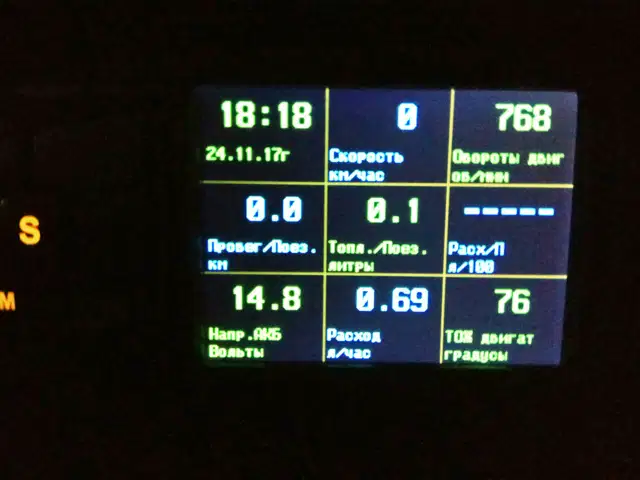 18:18
24.11.17г
0
Скорость
км/час
768
Обороты двиг
об/мин
0.0
Пробег/Поез.
км
0.1
Топл./Поез.
литры
-----
Расх/П
л/100
14.8
Напр.АКБ
Вольты
0.69
Расход
л/час
76
ТОЖ двигат
градусы
S
M